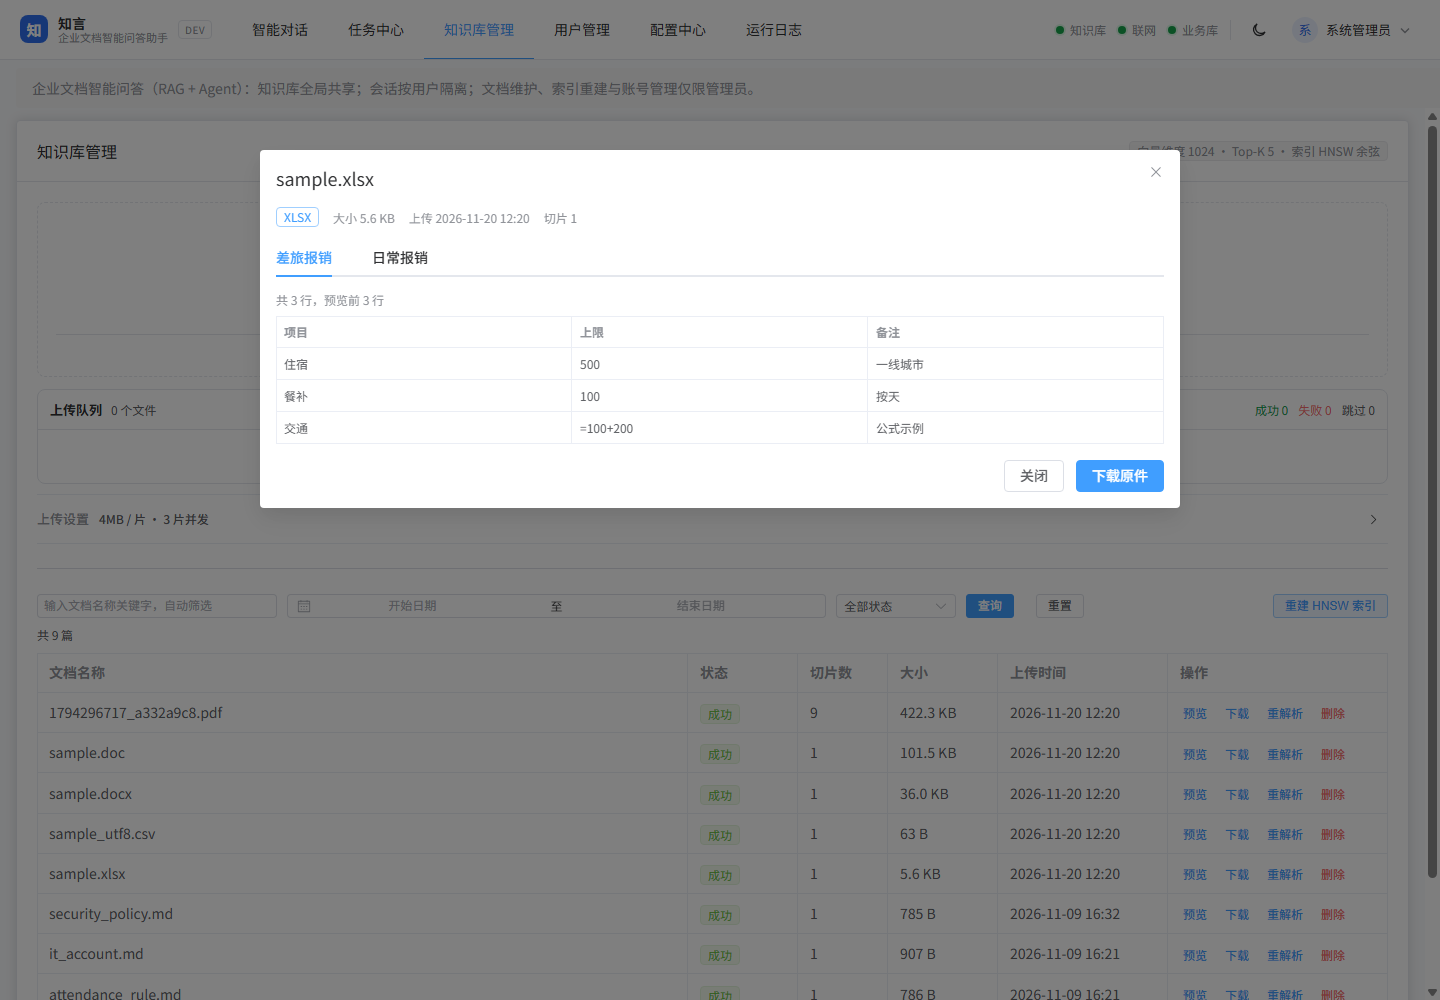 知
知言
企业文档智能问答助手
DEV
智能对话
任务中心
知识库管理
用户管理
配置中心
运行日志
知识库
联网
业务库
系
系统管理员
企业文档智能问答（RAG + Agent）：知识库全局共享；会话按用户隔离；文档维护、索引重建与账号管理仅限管理员。
知识库管理
1024 · Top-K 5 · 索引 HNSW 余弦
sample.xlsx
XLSX
大小 5.6 KB
上传 2026-11-20 12:20
切片 1
差旅报销
日常报销
共 3 行，预览前 3 行
项目 上限 备注
住宿 500 一线城市
餐补 100 按天
交通 =100+200 公式示例
关闭
下载原件
上传队列 0 个文件
成功 0 失败 0 跳过 0
上传设置 4MB / 片 · 3 片并发
输入文档名称关键字，自动筛选
开始日期 至 结束日期
全部状态
查询
重置
重建 HNSW 索引
共 9 篇
文档名称 状态 切片数 大小 上传时间 操作
1794296717_a332a9c8.pdf 成功 9 422.3 KB 2026-11-20 12:20 预览 下载 重解析 删除
sample.doc 成功 1 101.5 KB 2026-11-20 12:20 预览 下载 重解析 删除
sample.docx 成功 1 36.0 KB 2026-11-20 12:20 预览 下载 重解析 删除
sample_utf8.csv 成功 1 63 B 2026-11-20 12:20 预览 下载 重解析 删除
sample.xlsx 成功 1 5.6 KB 2026-11-20 12:20 预览 下载 重解析 删除
security_policy.md 成功 1 785 B 2026-11-09 16:32 预览 下载 重解析 删除
it_account.md 成功 1 907 B 2026-11-09 16:21 预览 下载 重解析 删除
attendance_rule.md 成功 1 786 B 2026-11-09 16:21 预览 下载 重解析 删除